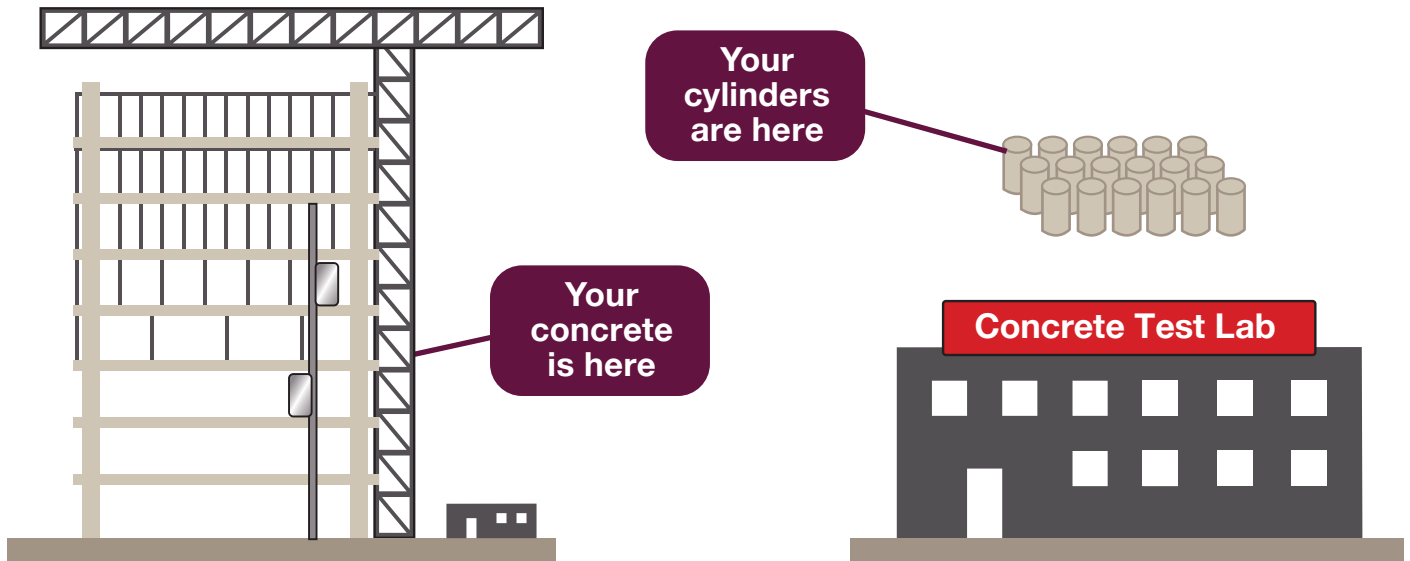 Your
cylinders
are here
Your
concrete
is here
Concrete Test Lab